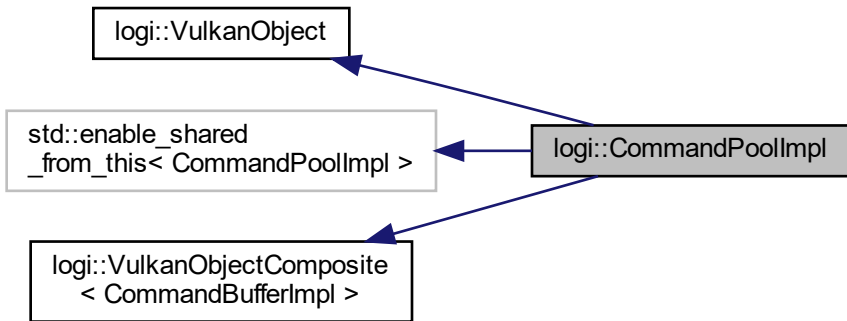 logi::VulkanObject
std::enable_shared
_from_this< CommandPoolImpl >
logi::CommandPoolImpl
logi::VulkanObjectComposite
< CommandBufferImpl >